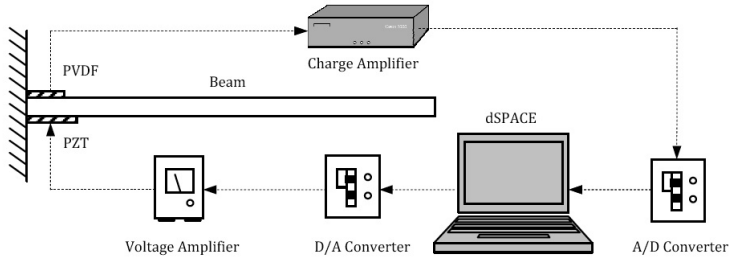 PVDF
Beam
Charge Amplifier
PZT
dSPACE
Voltage Amplifier
D/A Converter
A/D Converter